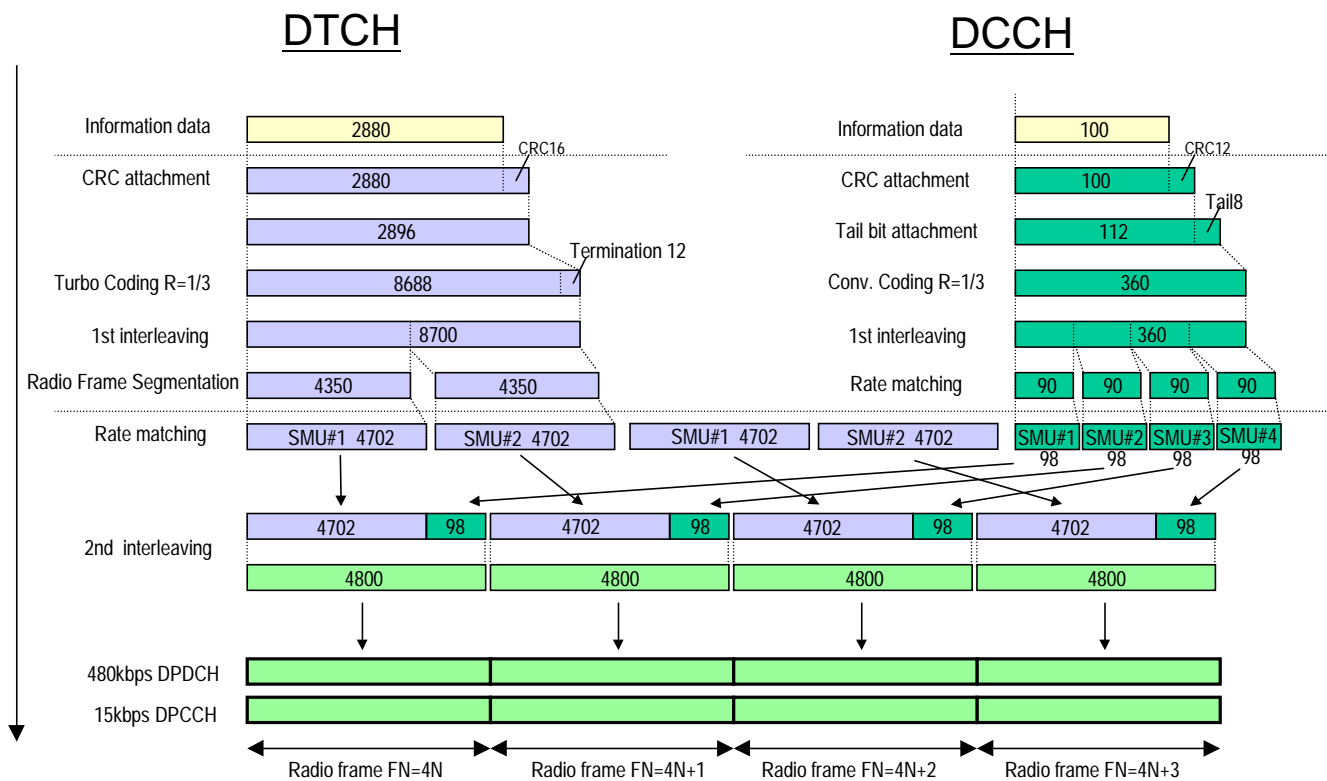 DTCH
DCCH
Information data
2880
Information data
100
CRC16
CRC12
CRC attachment
2880
CRC attachment
100
Tail8
2896
Tail bit attachment
112
Termination 12
Turbo Coding R=1/3
8688
Conv. Coding R=1/3
360
1st interleaving
8700
1st interleaving
360
Radio Frame Segmentation
4350
4350
Rate matching
90
90
90
90
Rate matching
SMU#1 4702
SMU#2 4702
SMU#1 4702
SMU#2 4702
SMU#1
SMU#2
SMU#3
SMU#4
98
98
98
98
2nd interleaving
4702
98
4702
98
4702
98
4702
98
4800
4800
4800
4800
480kbps DPDCH
15kbps DPCCH
Radio frame FN=4N
Radio frame FN=4N+1
Radio frame FN=4N+2
Radio frame FN=4N+3